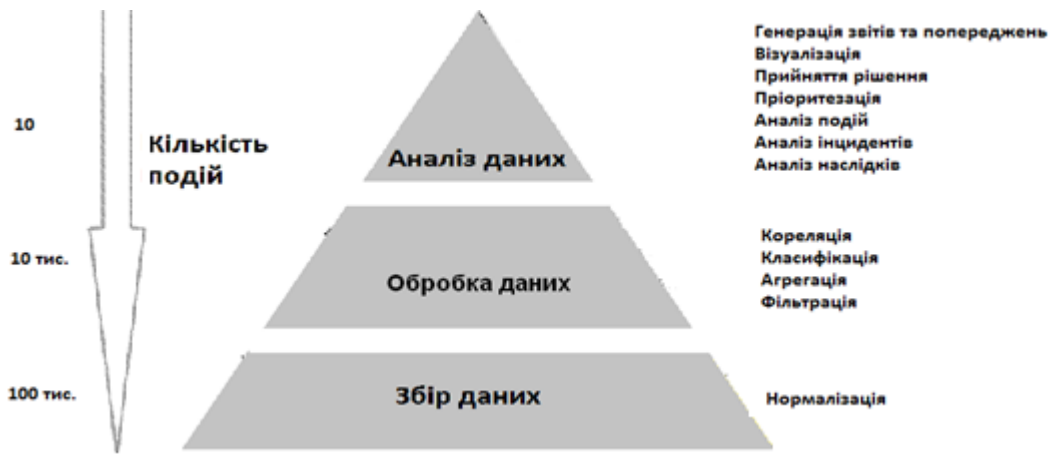 10
10 тис.
100 тис.
Кількість
подій
Аналіз даних
Обробка даних
Збір даних
Генерація звітів та попереджень
Візуалізація
Прийняття рішення
Пріоритезація
Аналіз подій
Аналіз інцидентів
Аналіз наслідків
Кореляція
Класифікація
Агрегація
Фільтрація
Нормалізація